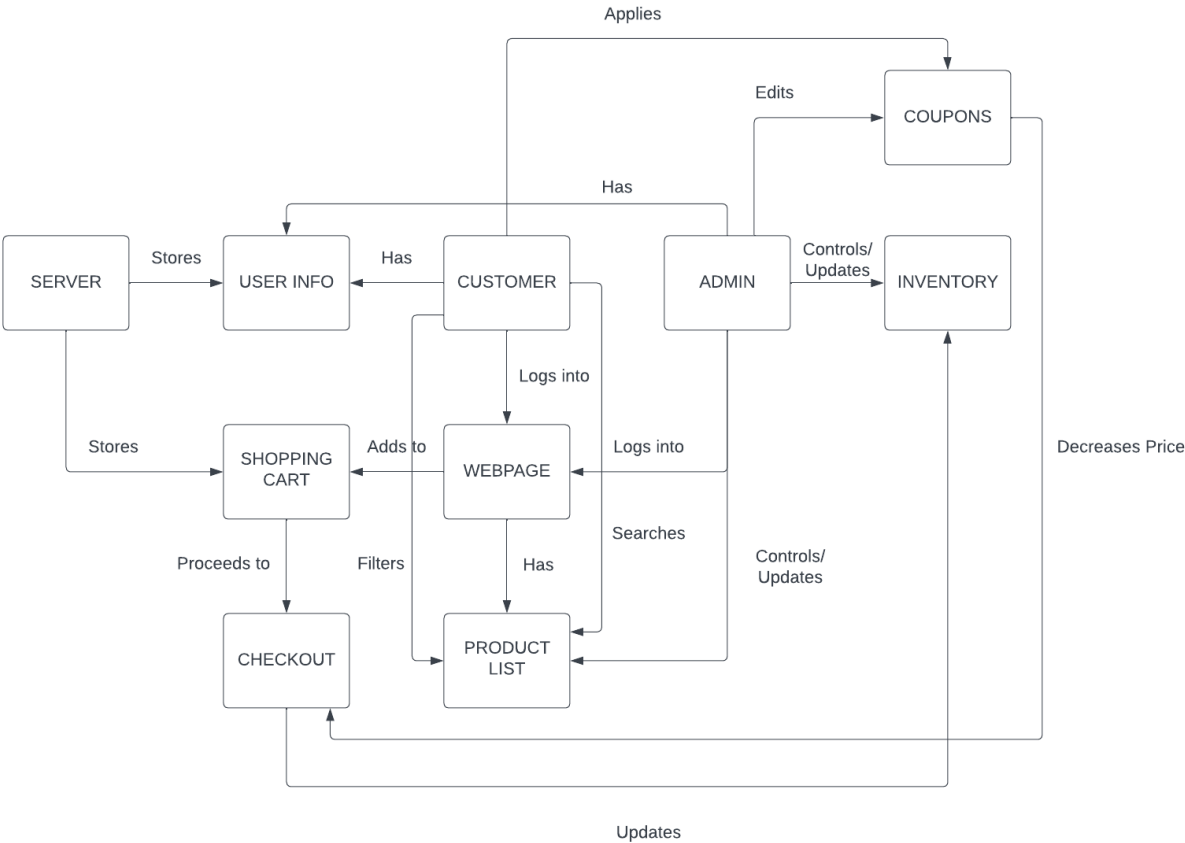 Applies
Edits
COUPONS
Has
Stores
Has
Controls/
Updates
SERVER
USER INFO
CUSTOMER
ADMIN
INVENTORY
Logs into
Stores
Adds to
Logs into
Decreases Price
SHOPPING
CART
WEBPAGE
Searches
Proceeds to
Filters
Has
Controls/
Updates
CHECKOUT
PRODUCT
LIST
Updates